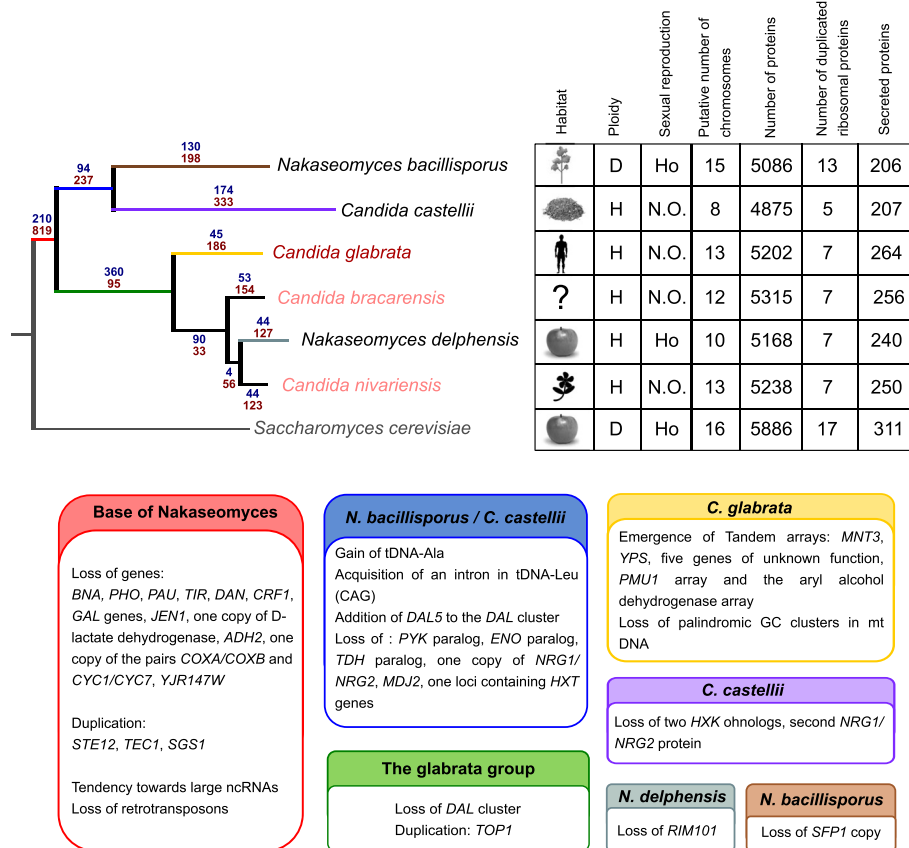 Habitat
Ploidy
Sexual reproduction
Putative number of
chromosomes
Number of proteins
Number of duplicated
ribosomal proteins
Secreted proteins
130
198
Nakaseomyces bacillisporus
D Ho 15 5086 13 206
94
237
174
333
Candida castellii
H N.O. 8 4875 5 207
210
819
45
186
Candida glabrata
H N.O. 13 5202 7 264
360
95
53
154
Candida bracarensis
? H N.O. 12 5315 7 256
44
127
Nakaseomyces delphensis
H Ho 10 5168 7 240
90
33
4
56
Candida nivariensis
H N.O. 13 5238 7 250
44
123
Saccharomyces cerevisiae
D Ho 16 5886 17 311
Base of Nakaseomyces
Loss of genes:
BNA, PHO, PAU, TIR, DAN, CRF1,
GAL genes, JEN1, one copy of D-
lactate dehydrogenase, ADH2, one
copy of the pairs COXA/COXB and
CYC1/CYC7, YJR147W
Duplication:
STE12, TEC1, SGS1
Tendency towards large ncRNAs
Loss of retrotransposons
N. bacillisporus / C. castellii
Gain of tDNA-Ala
Acquisition of an intron in tDNA-Leu
(CAG)
Addition of DAL5 to the DAL cluster
Loss of : PYK paralog, ENO paralog,
TDH paralog, one copy of NRG1/
NRG2, MDJ2, one loci containing HXT
genes
The glabrata group
Loss of DAL cluster
Duplication: TOP1
C. glabrata
Emergence of Tandem arrays: MNT3,
YPS, five genes of unknown function,
PMU1 array and the aryl alcohol
dehydrogenase array
Loss of palindromic GC clusters in mt
DNA
C. castellii
Loss of two HXK ohnologs, second NRG1/
NRG2 protein
N. delphensis
Loss of RIM101
N. bacillisporus
Loss of SFP1 copy